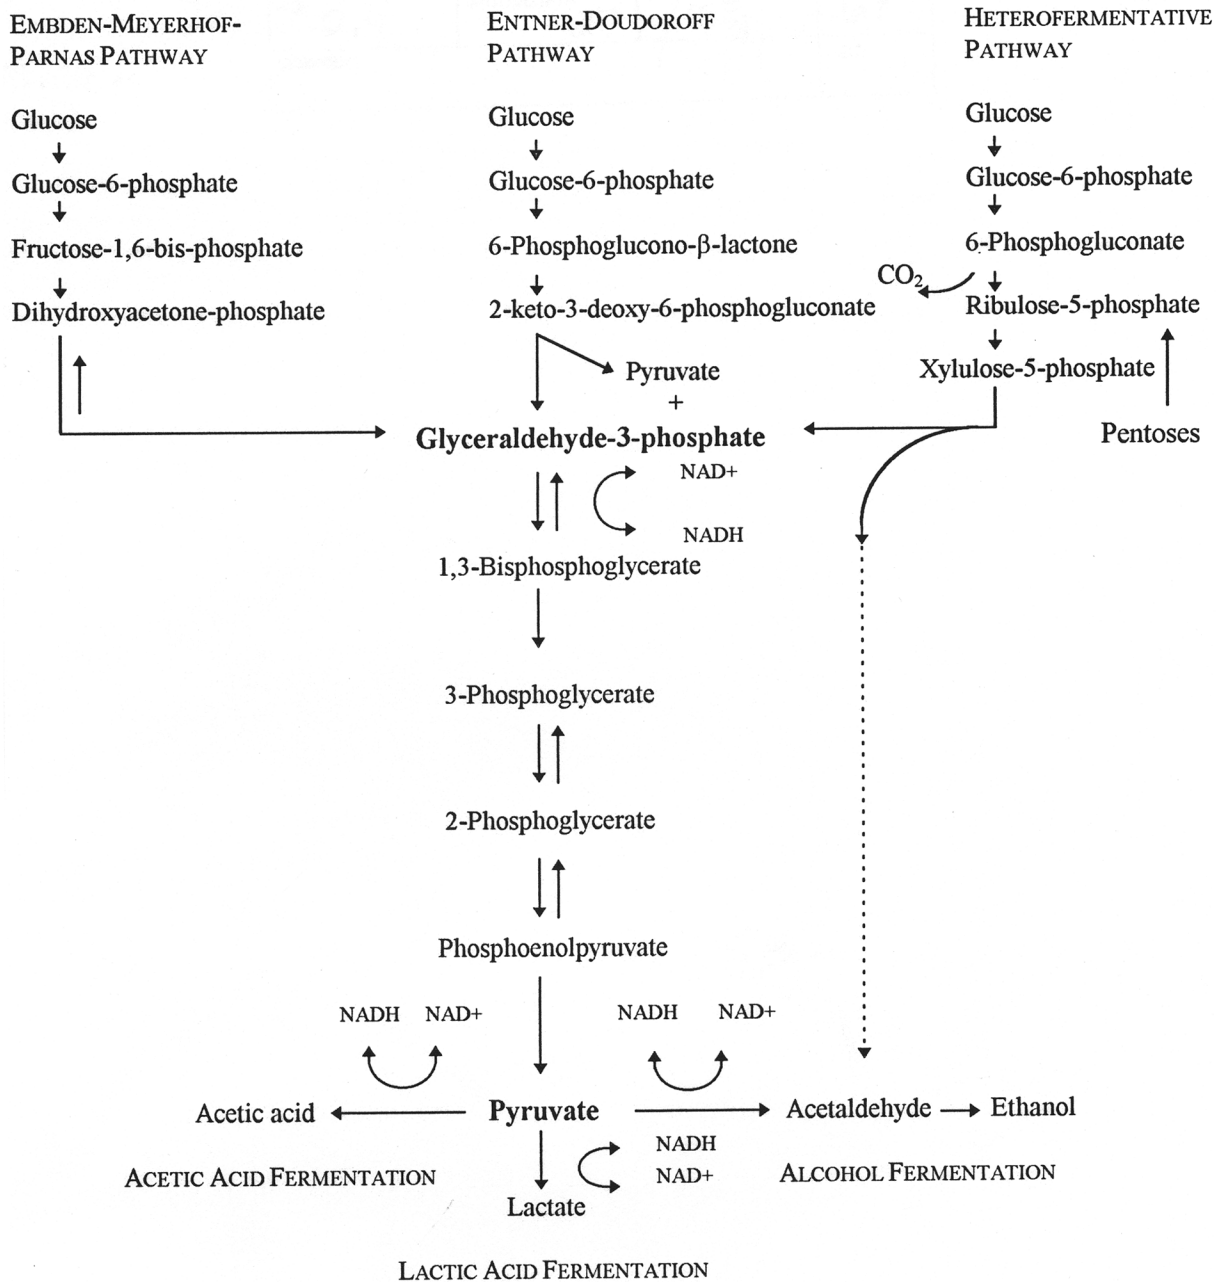 EMBDEN-MEYERHOF-
PARNAS PATHWAY
Glucose
Glucose-6-phosphate
Fructose-1,6-bis-phosphate
Dihydroxyacetone-phosphate
ENTNER-DOUDOROFF
PATHWAY
Glucose
Glucose-6-phosphate
6-Phosphoglucono-β-lactone
2-keto-3-deoxy-6-phosphogluconate
Pyruvate
+
HETEROFERMENTATIVE
PATHWAY
Glucose
Glucose-6-phosphate
6-Phosphogluconate
CO₂
Ribulose-5-phosphate
Xylulose-5-phosphate
Pentoses
Glyceraldehyde-3-phosphate
NAD+
NADH
1,3-Bisphosphoglycerate
3-Phosphoglycerate
2-Phosphoglycerate
Phosphoenolpyruvate
NADH NAD+
NADH NAD+
Acetic acid
Pyruvate
Acetaldehyde
Ethanol
NADH
NAD+
ACETIC ACID FERMENTATION
ALCOHOL FERMENTATION
Lactate
LACTIC ACID FERMENTATION